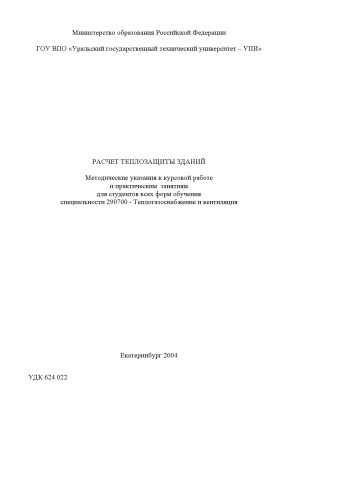 Министерство образования Российской Федерации
ГОУ ВПО «Уральский государственный технический университет – УПИ»
РАСЧЕТ ТЕПЛОЗАЩИТЫ ЗДАНИЙ
Методические указания к курсовой работе
и практическим занятиям
для студентов всех форм обучения
специальности 290700 - Теплогазоснабжение и вентиляция
Екатеринбург 2004
УДК 624.022